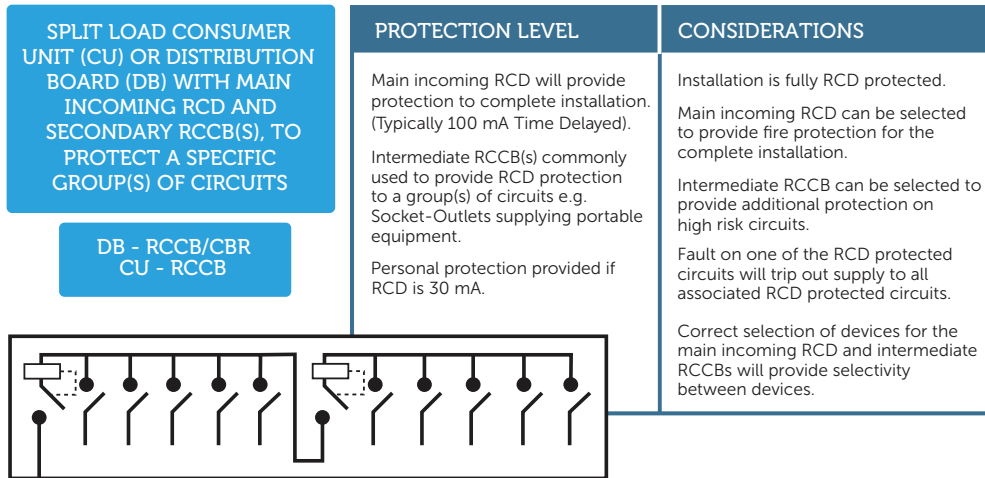 SPLIT LOAD CONSUMER
UNIT (CU) OR DISTRIBUTION
BOARD (DB) WITH MAIN
INCOMING RCD AND
SECONDARY RCCB(S), TO
PROTECT A SPECIFIC
GROUP(S) OF CIRCUITS
DB - RCCB/CBR
CU - RCCB
PROTECTION LEVEL
Main incoming RCD will provide
protection to complete installation.
(Typically 100 mA Time Delayed).
Intermediate RCCB(s) commonly
used to provide RCD protection
to a group(s) of circuits e.g.
Socket-Outlets supplying portable
equipment.
Personal protection provided if
RCD is 30 mA.
CONSIDERATIONS
Installation is fully RCD protected.
Main incoming RCD can be selected
to provide fire protection for the
complete installation.
Intermediate RCCB can be selected to
provide additional protection on
high risk circuits.
Fault on one of the RCD protected
circuits will trip out supply to all
associated RCD protected circuits.
Correct selection of devices for the
main incoming RCD and intermediate
RCCBs will provide selectivity
between devices.